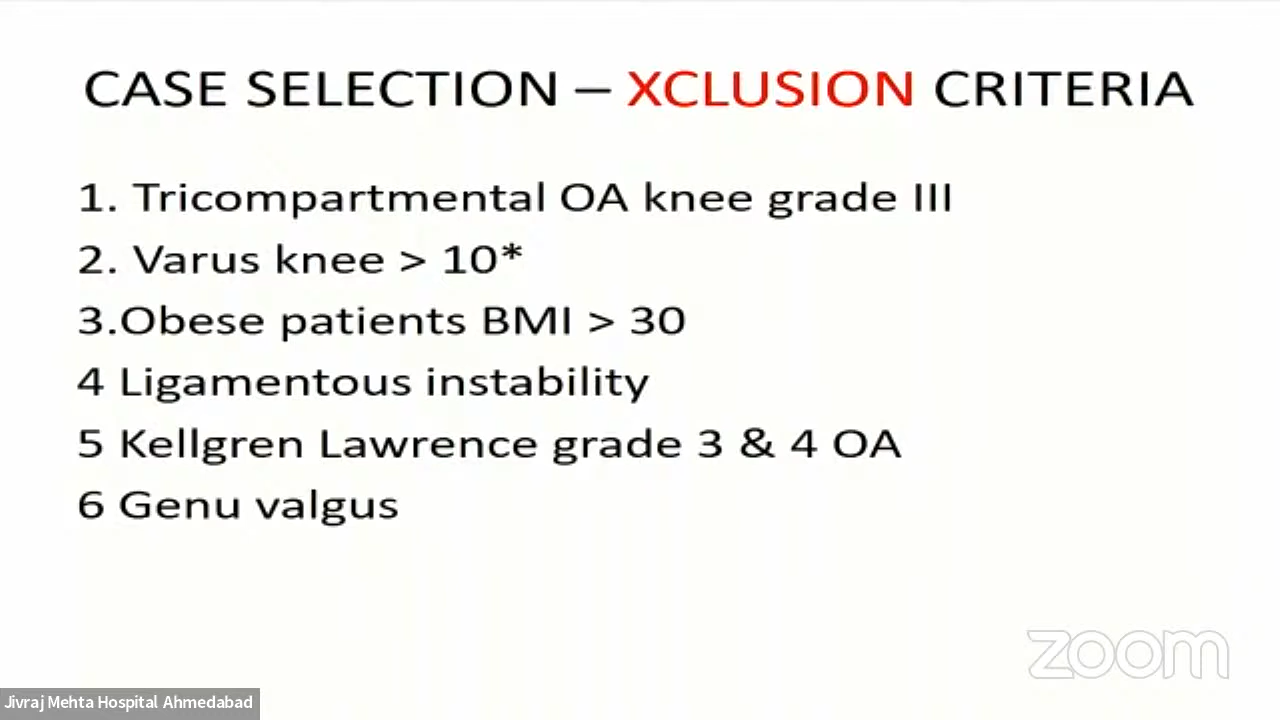 CASE SELECTION – XCLUSION CRITERIA
1. Tricompartmental OA knee grade III
2. Varus knee > 10*
3.Obese patients BMI > 30
4 Ligamentous instability
5 Kellgren Lawrence grade 3 & 4 OA
6 Genu valgus
zoom
Jivraj Mehta Hospital Ahmedabad